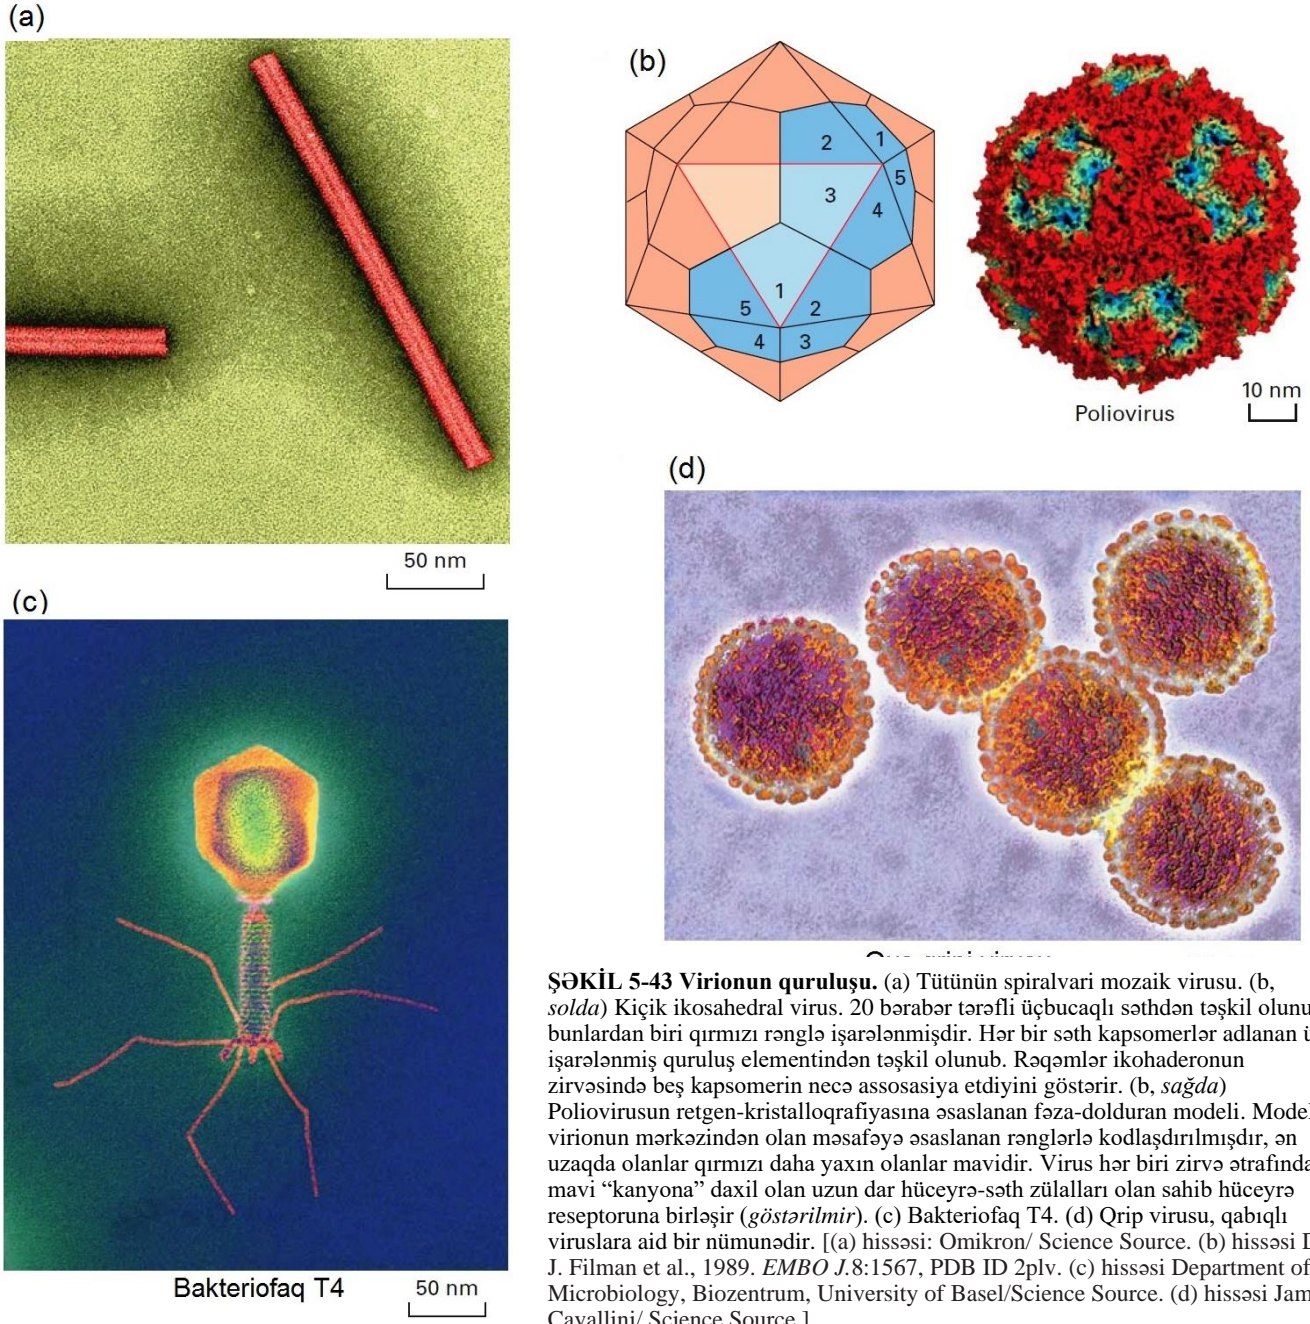 (a)
50 nm
(b)
2
1
5
3
4
1
5
2
4
3
Poliovirus
10 nm
(c)
Bakteriofaq T4
50 nm
(d)
ŞƏKİL 5-43 Virionun quruluşu. (a) Tütünün spiralvari mozaik virusu. (b,
solda) Kiçik ikosahedral virus. 20 bərabər tərəfli üçbucaqlı səthdən təşkil olunu
bunlardan biri qırmızı rənglə işarələnmişdir. Hər bir səth kapsomerlər adlanan ü
işarələnmiş quruluş elementindən təşkil olunub. Rəqəmlər ikohaderonun
zirvəsində beş kapsomerin necə assosasiya etdiyini göstərir. (b, sağda)
Poliovirusun retgen-kristalloqrafiyasına əsaslanan fəza-dolduran modeli. Model
virionun mərkəzindən olan məsafəyə əsaslanan rənglərlə kodlaşdırılmışdır, ən
uzaqda olanlar qırmızı daha yaxın olanlar mavidir. Virus hər biri zirvə ətrafında
mavi “kanyona” daxil olan uzun dar hüceyrə-səth zülalları olan sahib hüceyrə
reseptoruna birləşir (göstərilmir). (c) Bakteriofaq T4. (d) Qrip virusu, qabıqlı
viruslara aid bir nümunədir. [(a) hissəsi: Omikron/ Science Source. (b) hissəsi
J. Filman et al., 1989. EMBO J.8:1567, PDB ID 2plv. (c) hissəsi Department of
Microbiology, Biozentrum, University of Basel/Science Source. (d) hissəsi Jam
Cavallini/ Science Source.]